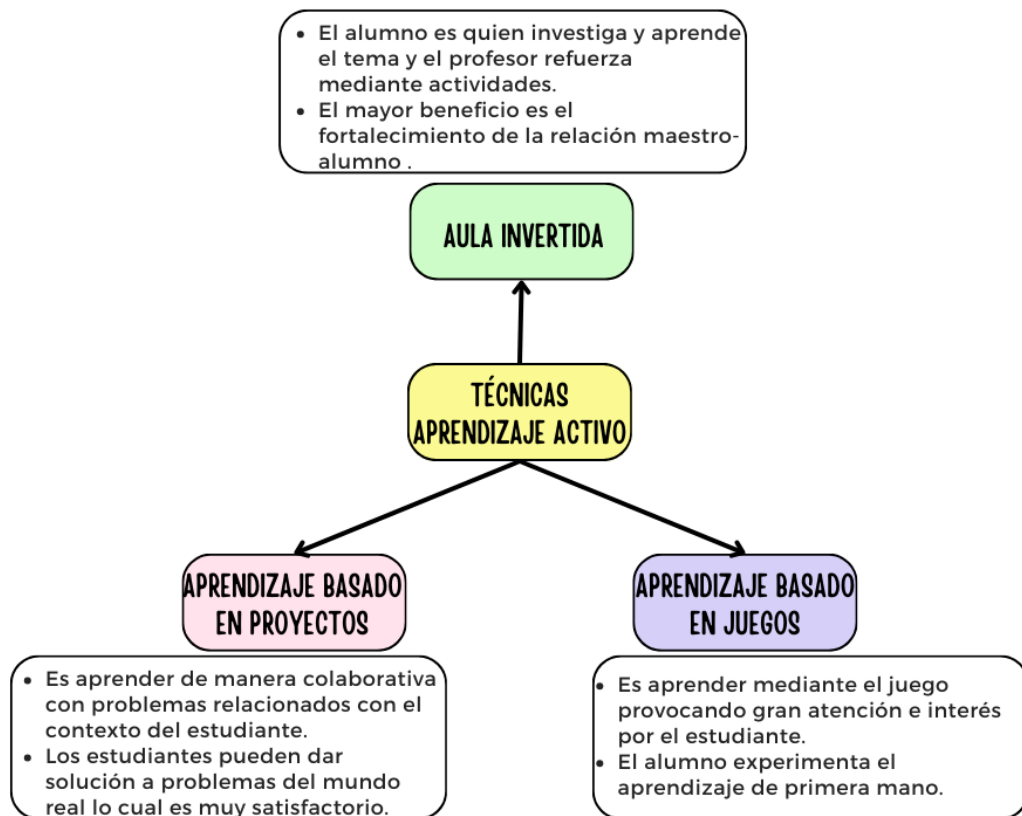 • El alumno es quien investiga y aprende
el tema y el profesor refuerza
mediante actividades.
• El mayor beneficio es el
fortalecimiento de la relación maestro-
alumno .
AULA INVERTIDA
TÉCNICAS
APRENDIZAJE ACTIVO
APRENDIZAJE BASADO
EN PROYECTOS
• Es aprender de manera colaborativa
con problemas relacionados con el
contexto del estudiante.
• Los estudiantes pueden dar
solución a problemas del mundo
real lo cual es muy satisfactorio.
APRENDIZAJE BASADO
EN JUEGOS
• Es aprender mediante el juego
provocando gran atención e interés
por el estudiante.
• El alumno experimenta el
aprendizaje de primera mano.